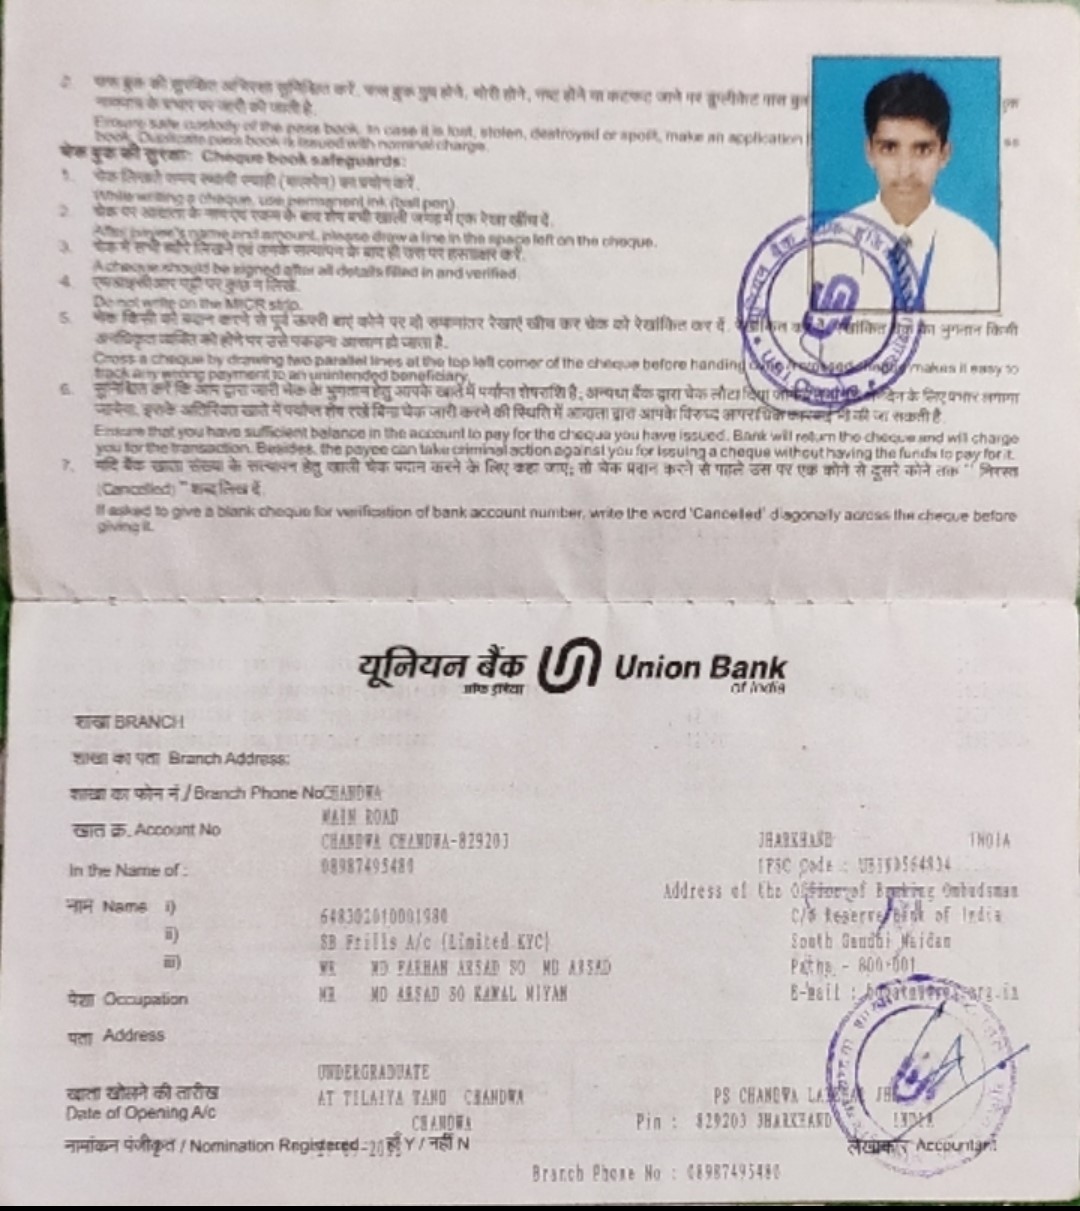 2. पास बुक की सुरक्षित अभिरक्षा सुनिश्चित करें. पास बुक गुम होने, चोरी होने, नष्ट होने या कटफट जाने पर डुप्लीकेट पास बुक
नाममात्र के प्रभार पर जारी की जाती है.
Ensure safe custody of the pass book. In case it is lost, stolen, destroyed or spoilt, make an application
book. Duplicate pass book is issued with nominal charge.
चेक बुक की सुरक्षाः Cheque book safeguards:
1. चेक लिखते समय स्थायी स्याही (बालपेन) का प्रयोग करें.
While writing a cheque, use permanent ink (ball pen)
2. चेक पर आदाता के नाम एवं रकम के बाद शेष बची खाली जगह में एक रेखा खींच दें.
After payee's name and amount, please draw a line in the space left on the cheque.
3. चेक में सभी ब्योरे लिखने एवं उनके सत्यापन के बाद ही उस पर हस्ताक्षर करें.
A cheque should be signed after all details filled in and verified.
4. एमआइसीआर पट्टी पर कुछ न लिखें.
Do not write on the MICR strip.
5. चेक किसी को प्रदान करने से पूर्व ऊपरी बाएं कोने पर दो समानांतर रेखाएं खींच कर चेक को रेखांकित कर दें. चेक का भुगतान किसी
अनधिकृत व्यक्ति को होने पर उसे पकड़ना आसान हो जाता है.
Cross a cheque by drawing two parallel lines at the top left corner of the cheque before handing makes it easy to
track any wrong payment to an unintended beneficiary.
6. सुनिश्चित करें कि आप द्वारा जारी चेक के भुगतान हेतु आपके खाते में पर्याप्त शेषराशि है; अन्यथा बैंक द्वारा चेक लौटा दिया के लिए प्रभार लगाया
जायेगा. इसके अतिरिक्त खाते में पर्याप्त शेष रखे बिना चेक जारी करने की स्थिति में आदाता द्वारा आपके विरुद्ध आपराधिक कारवाई भी की जा सकती है.
Ensure that you have sufficient balance in the account to pay for the cheque you have issued. Bank will return the cheque and will charge
you for the transaction. Besides, the payee can take criminal action against you for issuing a cheque without having the funds to pay for it.
7. यदि बैंक खाता संख्या के सत्यापन हेतु खाली चेक प्रदान करने के लिए कहा जाए; तो चेक प्रदान करने से पहले उस पर एक कोने से दूसरे कोने तक " निरस्त
(Cancelled) " शब्द लिख दें.
If asked to give a blank cheque for verification of bank account number, write the word 'Cancelled' diagonally across the cheque before
giving it.
यूनियन बैंक Union Bank
ऑफ इंडिया of India
शाखा BRANCH
शाखा का पता Branch Address:
शाखा का फोन नं / Branch Phone No CHANDWA
MAIN ROAD
खाता क्र. Account No CHANDWA CHANDWA-829203 JHARKHAND INDIA
In the Name of : 08987495480 IFSC Code : UBIN0564834
Address of the Office of Banking Ombudsman
नाम Name i) 648302010001980 C/o Reserve Bank of India
ii) SB Frills A/c (Limited KYC) South Gandhi Maidan
iii) MR MD FARHAN ARSAD SO MD ARSAD Patna - 800-001
पेशा Occupation MR MD ARSAD SO KAMAL MIYAN E-Mail :
पता Address
UNDERGRADUATE
खाता खोलने की तारीख AT TILAIYA TAND CHANDWA PS CHANDWA
Date of Opening A/c CHANDWA Pin : 829203 JHARKHAND INDIA
नामांकन पंजीकृत / Nomination Registered हाँ Y / नहीं N लेखाकार Accountant
Branch Phone No : 08987495480